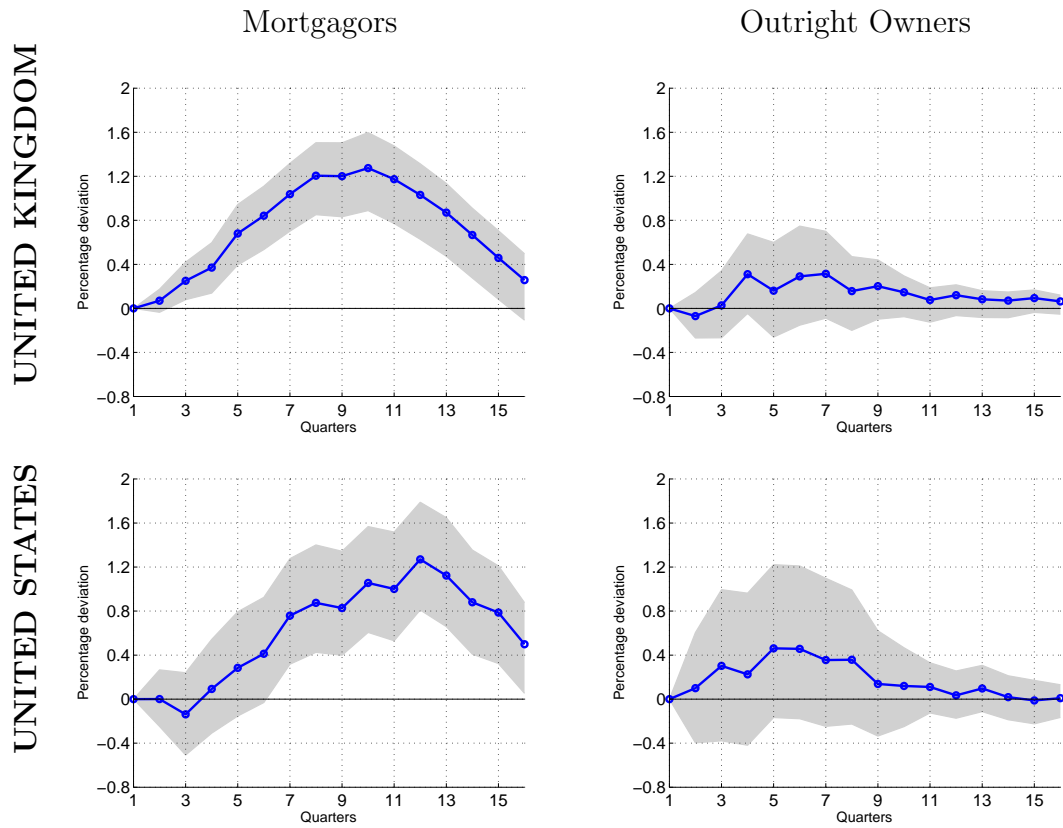 Mortgagors
Outright Owners
UNITED KINGDOM
Percentage deviation
2
1.6
1.2
0.8
0.4
0
−0.4
−0.8
1 3 5 7 9 11 13 15
Quarters
Percentage deviation
2
1.6
1.2
0.8
0.4
0
−0.4
−0.8
1 3 5 7 9 11 13 15
Quarters
UNITED STATES
Percentage deviation
2
1.6
1.2
0.8
0.4
0
−0.4
−0.8
1 3 5 7 9 11 13 15
Quarters
Percentage deviation
2
1.6
1.2
0.8
0.4
0
−0.4
−0.8
1 3 5 7 9 11 13 15
Quarters